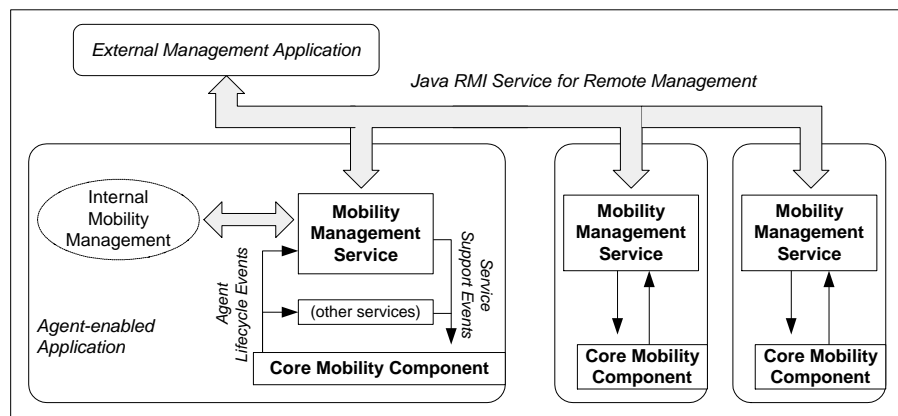 External Management Application
Java RMI Service for Remote Management
Internal
Mobility
Management
Mobility
Management
Service
Agent
Lifecycle Events
Service
Support Events
(other services)
Agent-enabled
Application
Core Mobility Component
Mobility
Management
Service
Core Mobility
Component
Mobility
Management
Service
Core Mobility
Component